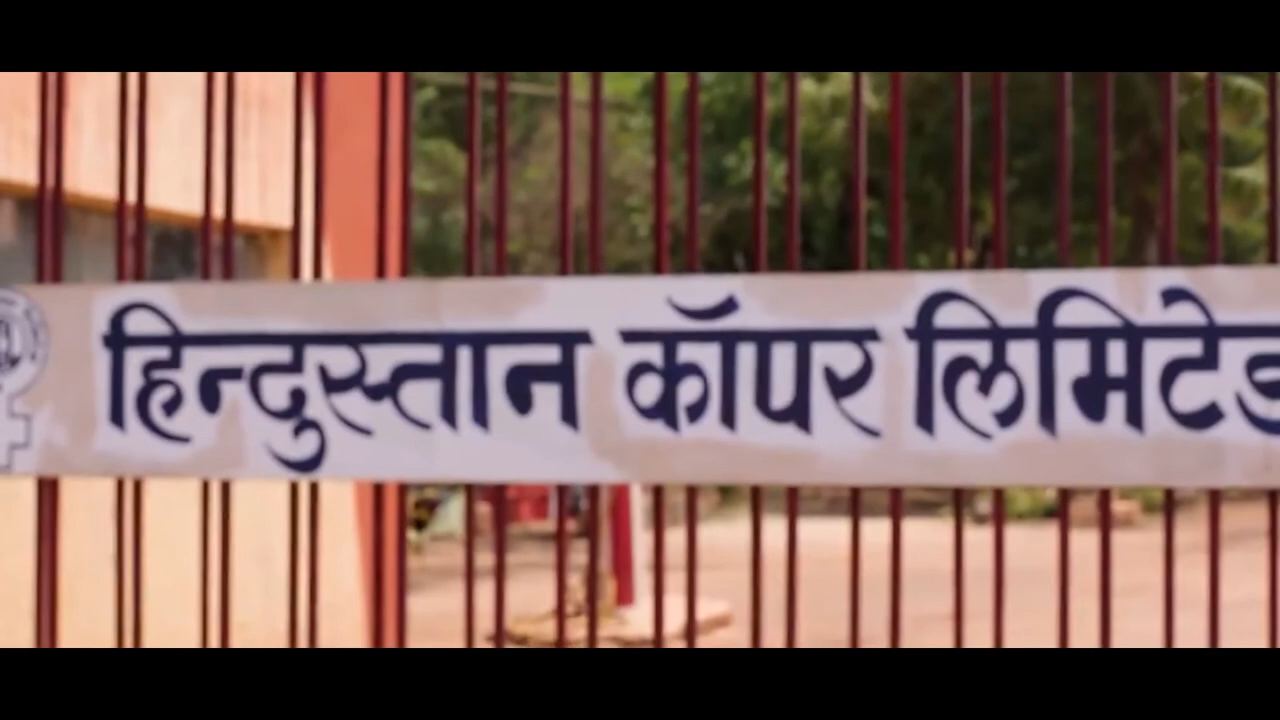 हिन्दुस्तान कॉपर लिमिटेड